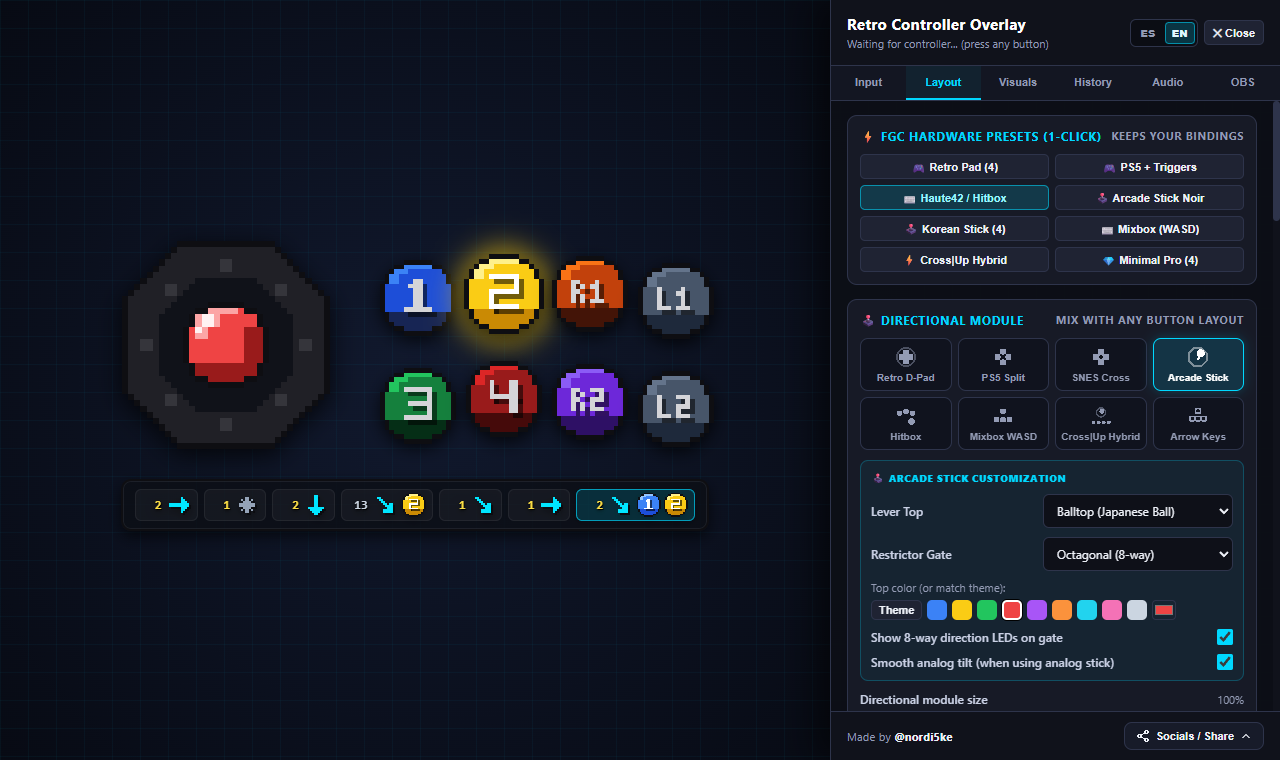 Retro Controller Overlay
Waiting for controller... (press any button)
ES
EN
Close
Input
Layout
Visuals
History
Audio
OBS
FGC HARDWARE PRESETS (1-CLICK)
KEEPS YOUR BINDINGS
Retro Pad (4)
PS5 + Triggers
Haute42 / Hitbox
Arcade Stick Noir
Korean Stick (4)
Mixbox (WASD)
Cross|Up Hybrid
Minimal Pro (4)
DIRECTIONAL MODULE
MIX WITH ANY BUTTON LAYOUT
Retro D-Pad
PS5 Split
SNES Cross
Arcade Stick
Hitbox
Mixbox WASD
Cross|Up Hybrid
Arrow Keys
ARCADE STICK CUSTOMIZATION
Lever Top
Balltop (Japanese Ball)
Restrictor Gate
Octagonal (8-way)
Top color (or match theme):
Theme
Show 8-way direction LEDs on gate
Smooth analog tilt (when using analog stick)
Directional module size
100%
Made by @nordi5ke
Socials / Share
1
2
R1
L1
3
4
R2
L2
2
1
2
13
2
1
1
2
1
2